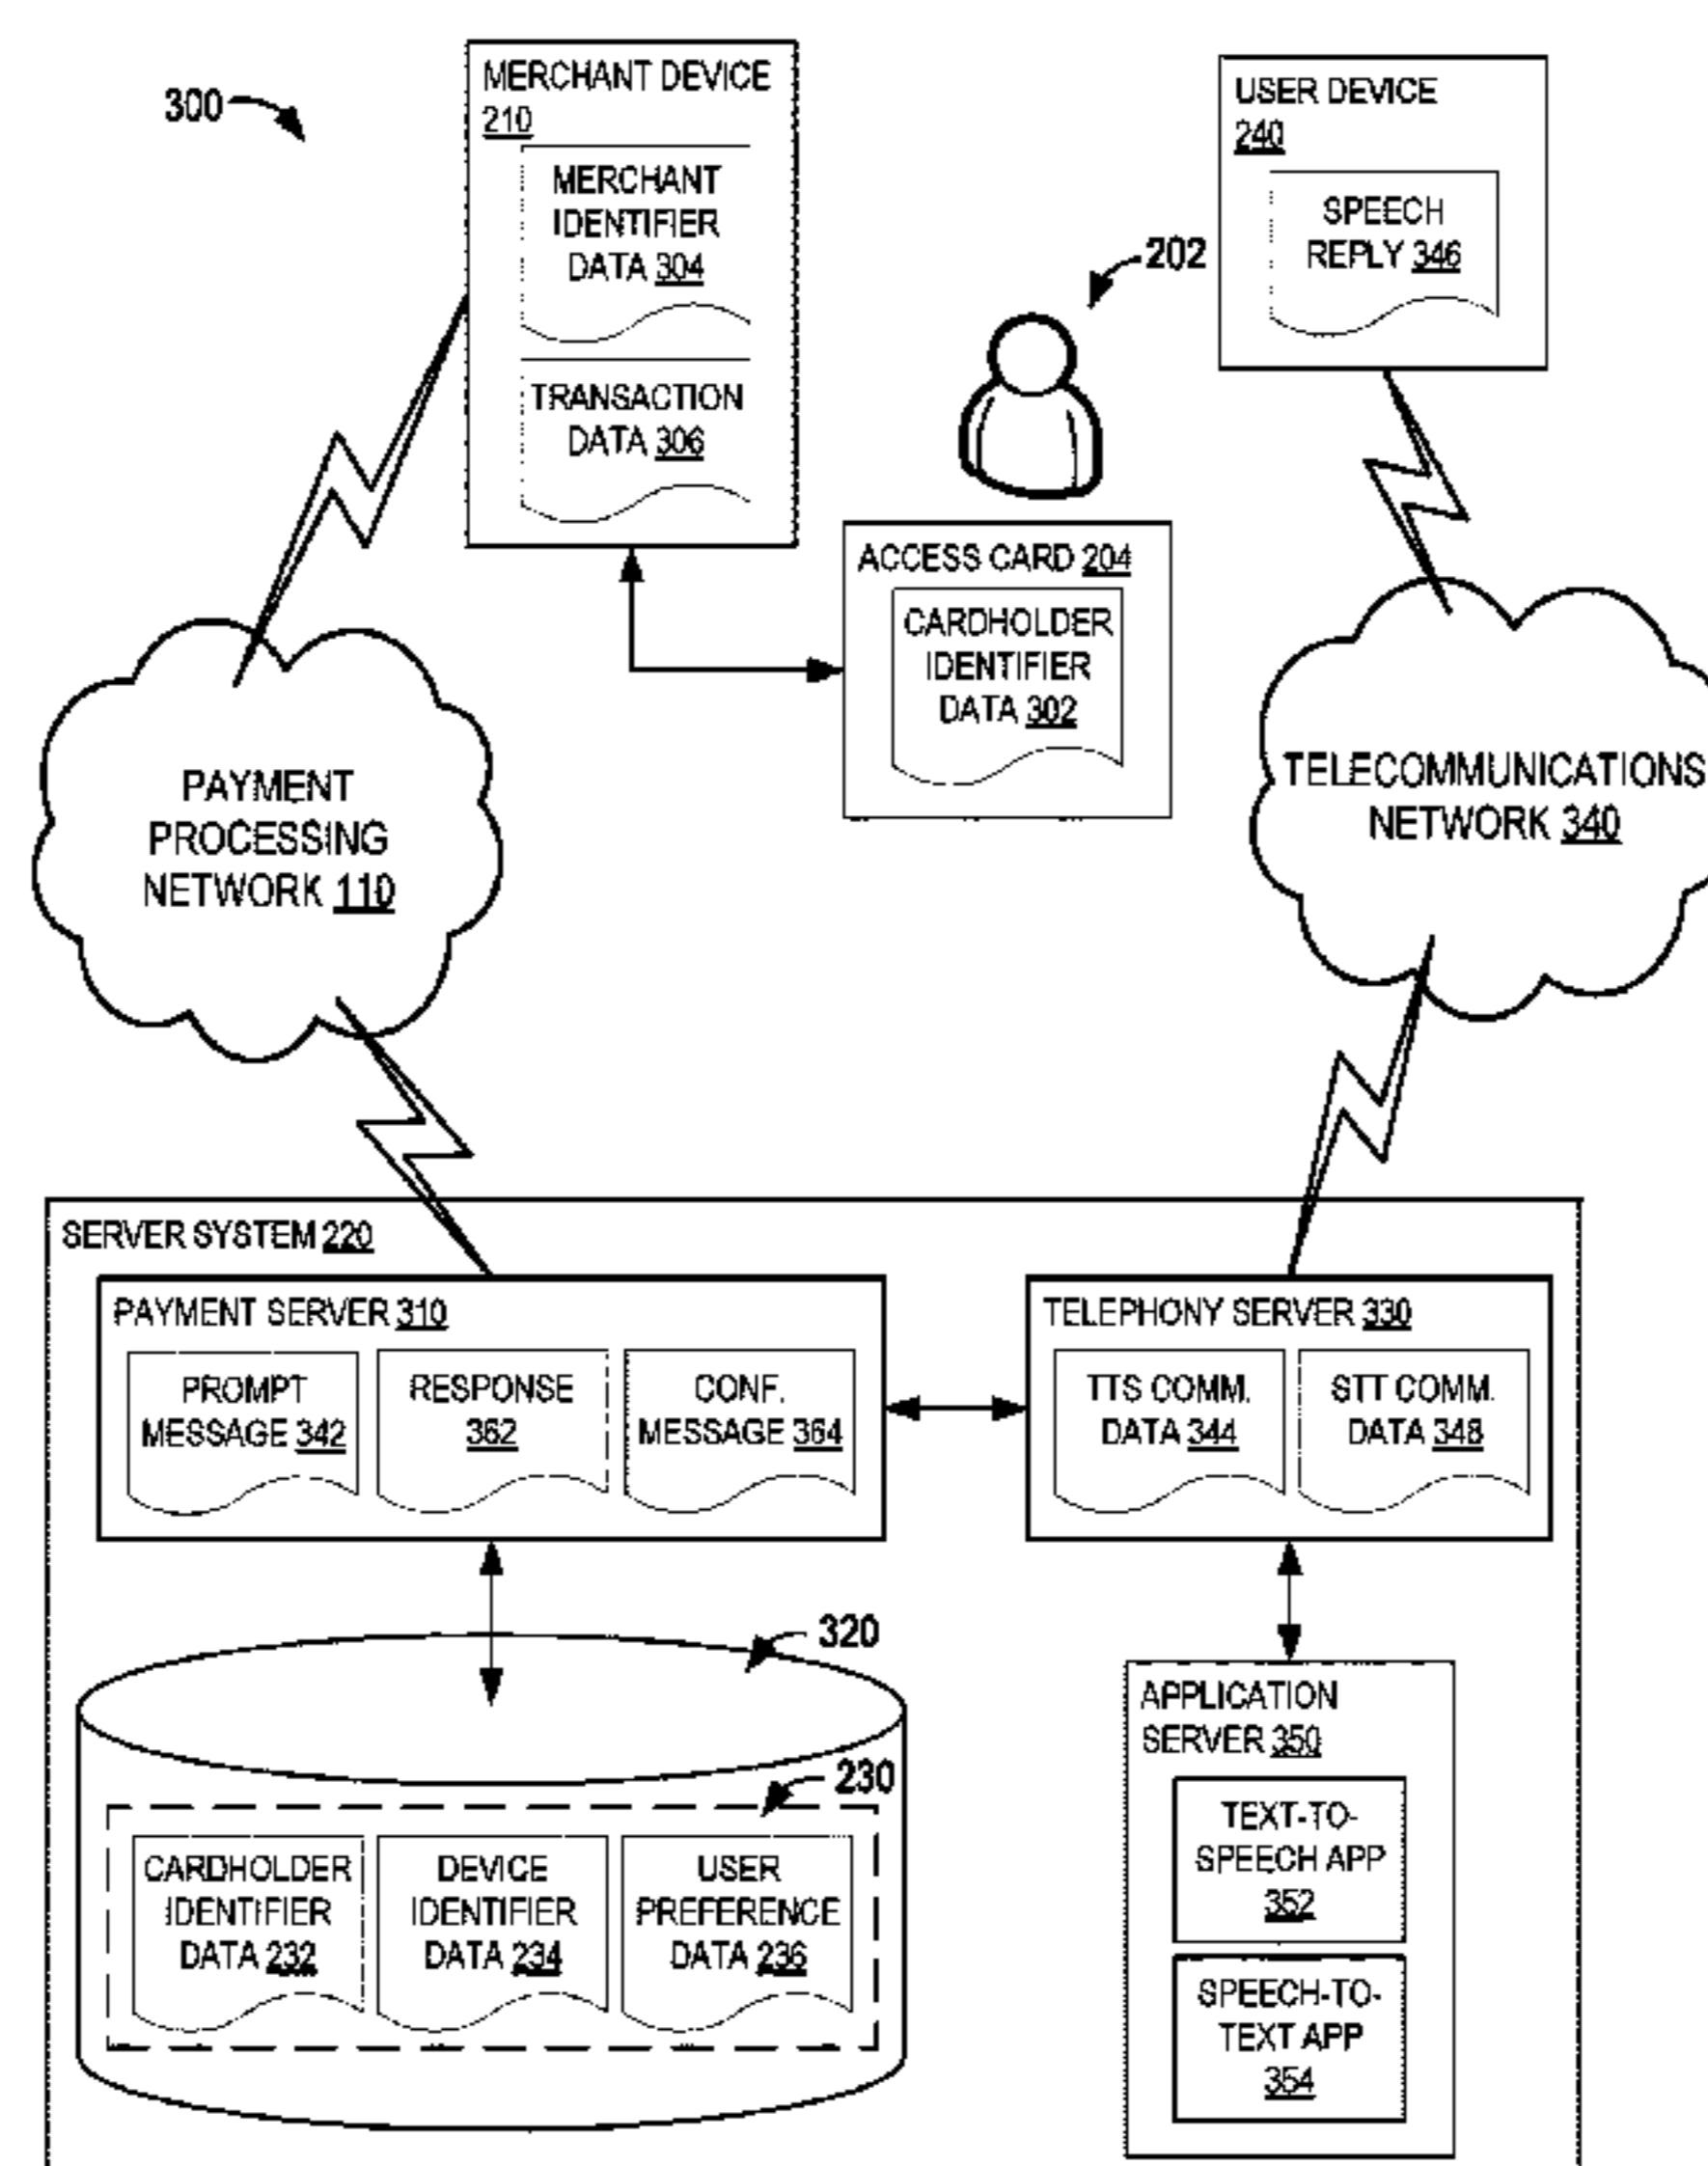 300
MERCHANT DEVICE
210
MERCHANT
IDENTIFIER
DATA 304
TRANSACTION
DATA 306
USER DEVICE
240
SPEECH
REPLY 346
202
ACCESS CARD 204
CARDHOLDER
IDENTIFIER
DATA 302
PAYMENT
PROCESSING
NETWORK 110
TELECOMMUNICATIONS
NETWORK 340
SERVER SYSTEM 220
PAYMENT SERVER 310
PROMPT
MESSAGE 342
RESPONSE
362
CONF.
MESSAGE 364
TELEPHONY SERVER 330
TTS COMM.
DATA 344
STT COMM.
DATA 348
320
230
CARDHOLDER
IDENTIFIER
DATA 232
DEVICE
IDENTIFIER
DATA 234
USER
PREFERENCE
DATA 236
APPLICATION
SERVER 350
TEXT-TO-
SPEECH APP
352
SPEECH-TO-
TEXT APP
354